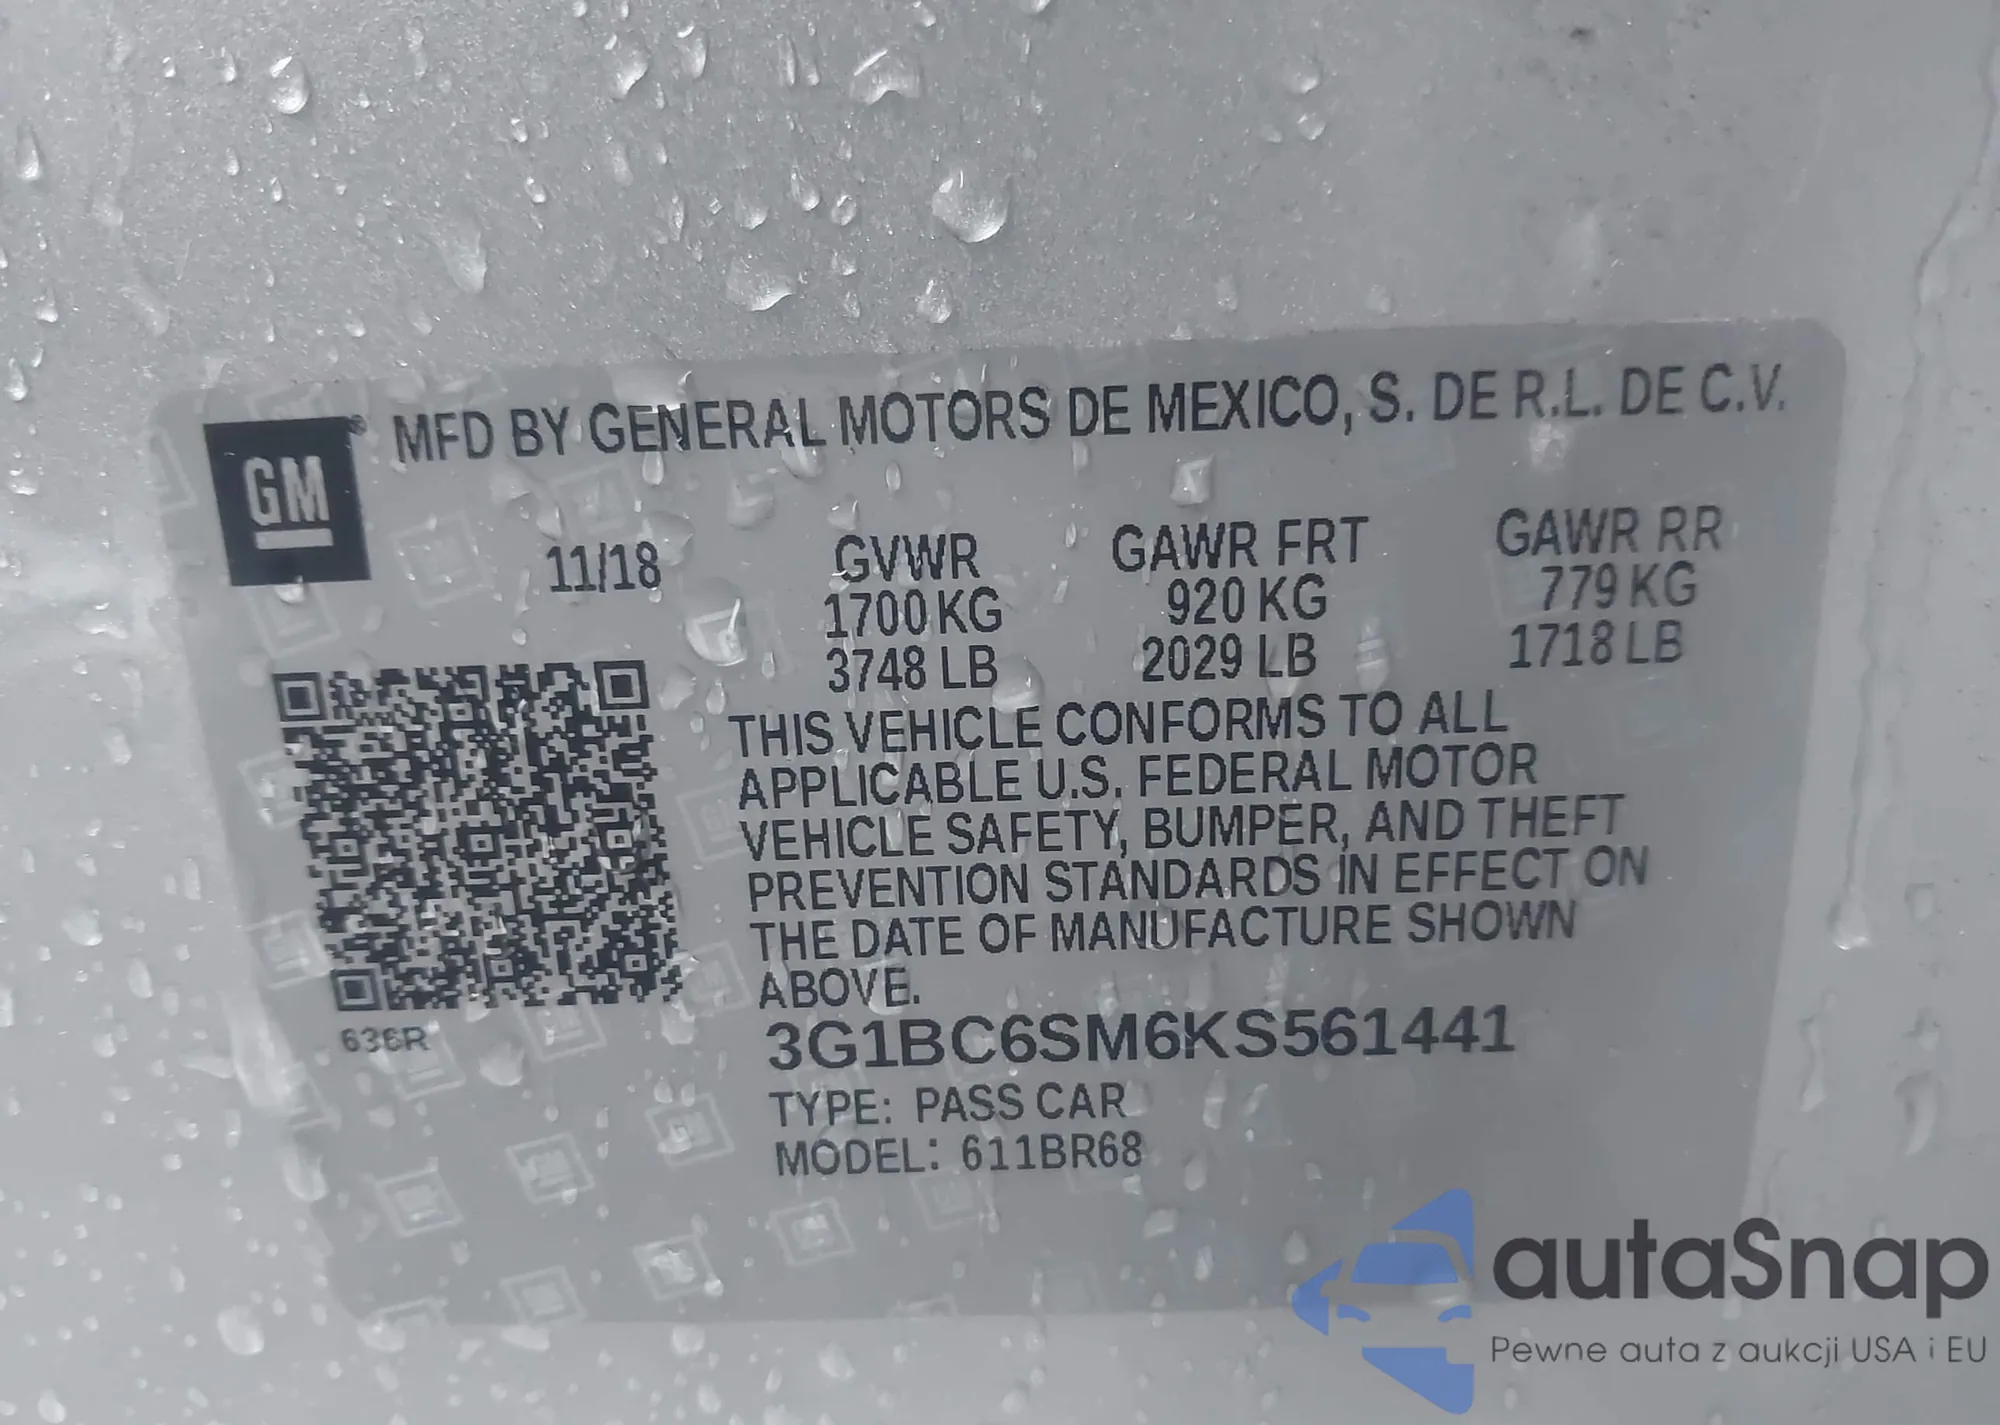 GM
MFD BY GENERAL MOTORS DE MEXICO, S. DE R.L. DE C.V.
11/18
GVWR
1700 KG
3748 LB
GAWR FRT
920 KG
2029 LB
GAWR RR
779 KG
1718 LB
THIS VEHICLE CONFORMS TO ALL
APPLICABLE U.S. FEDERAL MOTOR
VEHICLE SAFETY, BUMPER, AND THEFT
PREVENTION STANDARDS IN EFFECT ON
THE DATE OF MANUFACTURE SHOWN
ABOVE.
636R
3G1BC6SM6KS561441
TYPE: PASS CAR
MODEL: 611BR68
autaSnap
Pewne auta z aukcji USA i EU